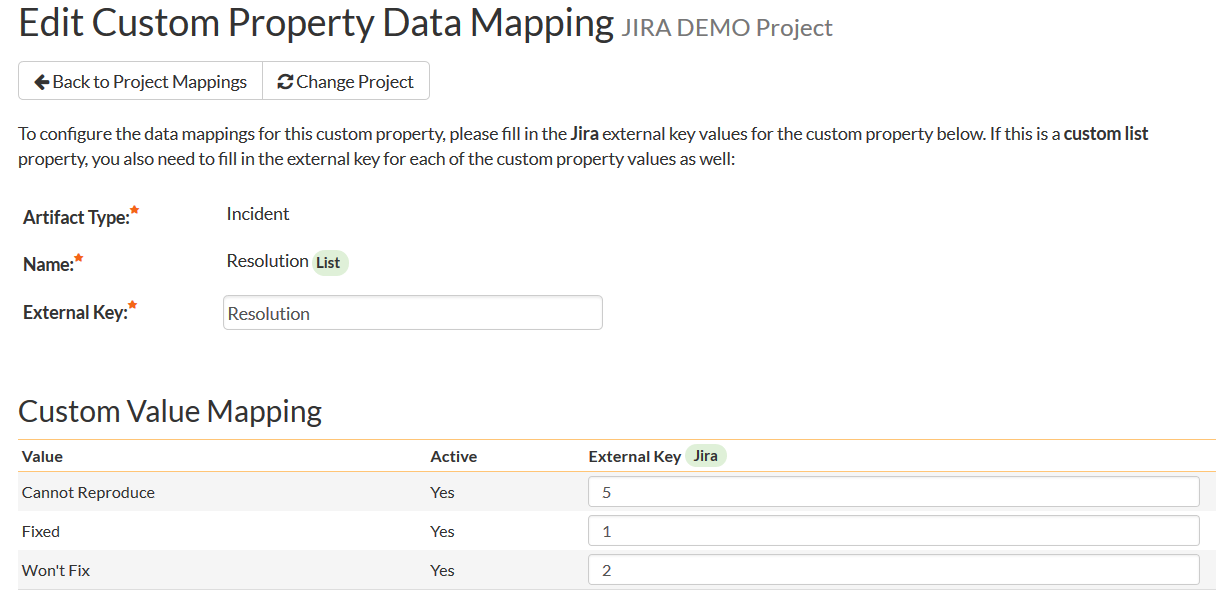 Edit Custom Property Data Mapping JIRA DEMO Project
Back to Project Mappings Change Project
To configure the data mappings for this custom property, please fill in the Jira external key values for the custom property below. If this is a custom list
property, you also need to fill in the external key for each of the custom property values as well:
Artifact Type:* Incident
Name:* Resolution List
External Key:* Resolution
Custom Value Mapping
Value Active External Key Jira
Cannot Reproduce Yes 5
Fixed Yes 1
Won't Fix Yes 2